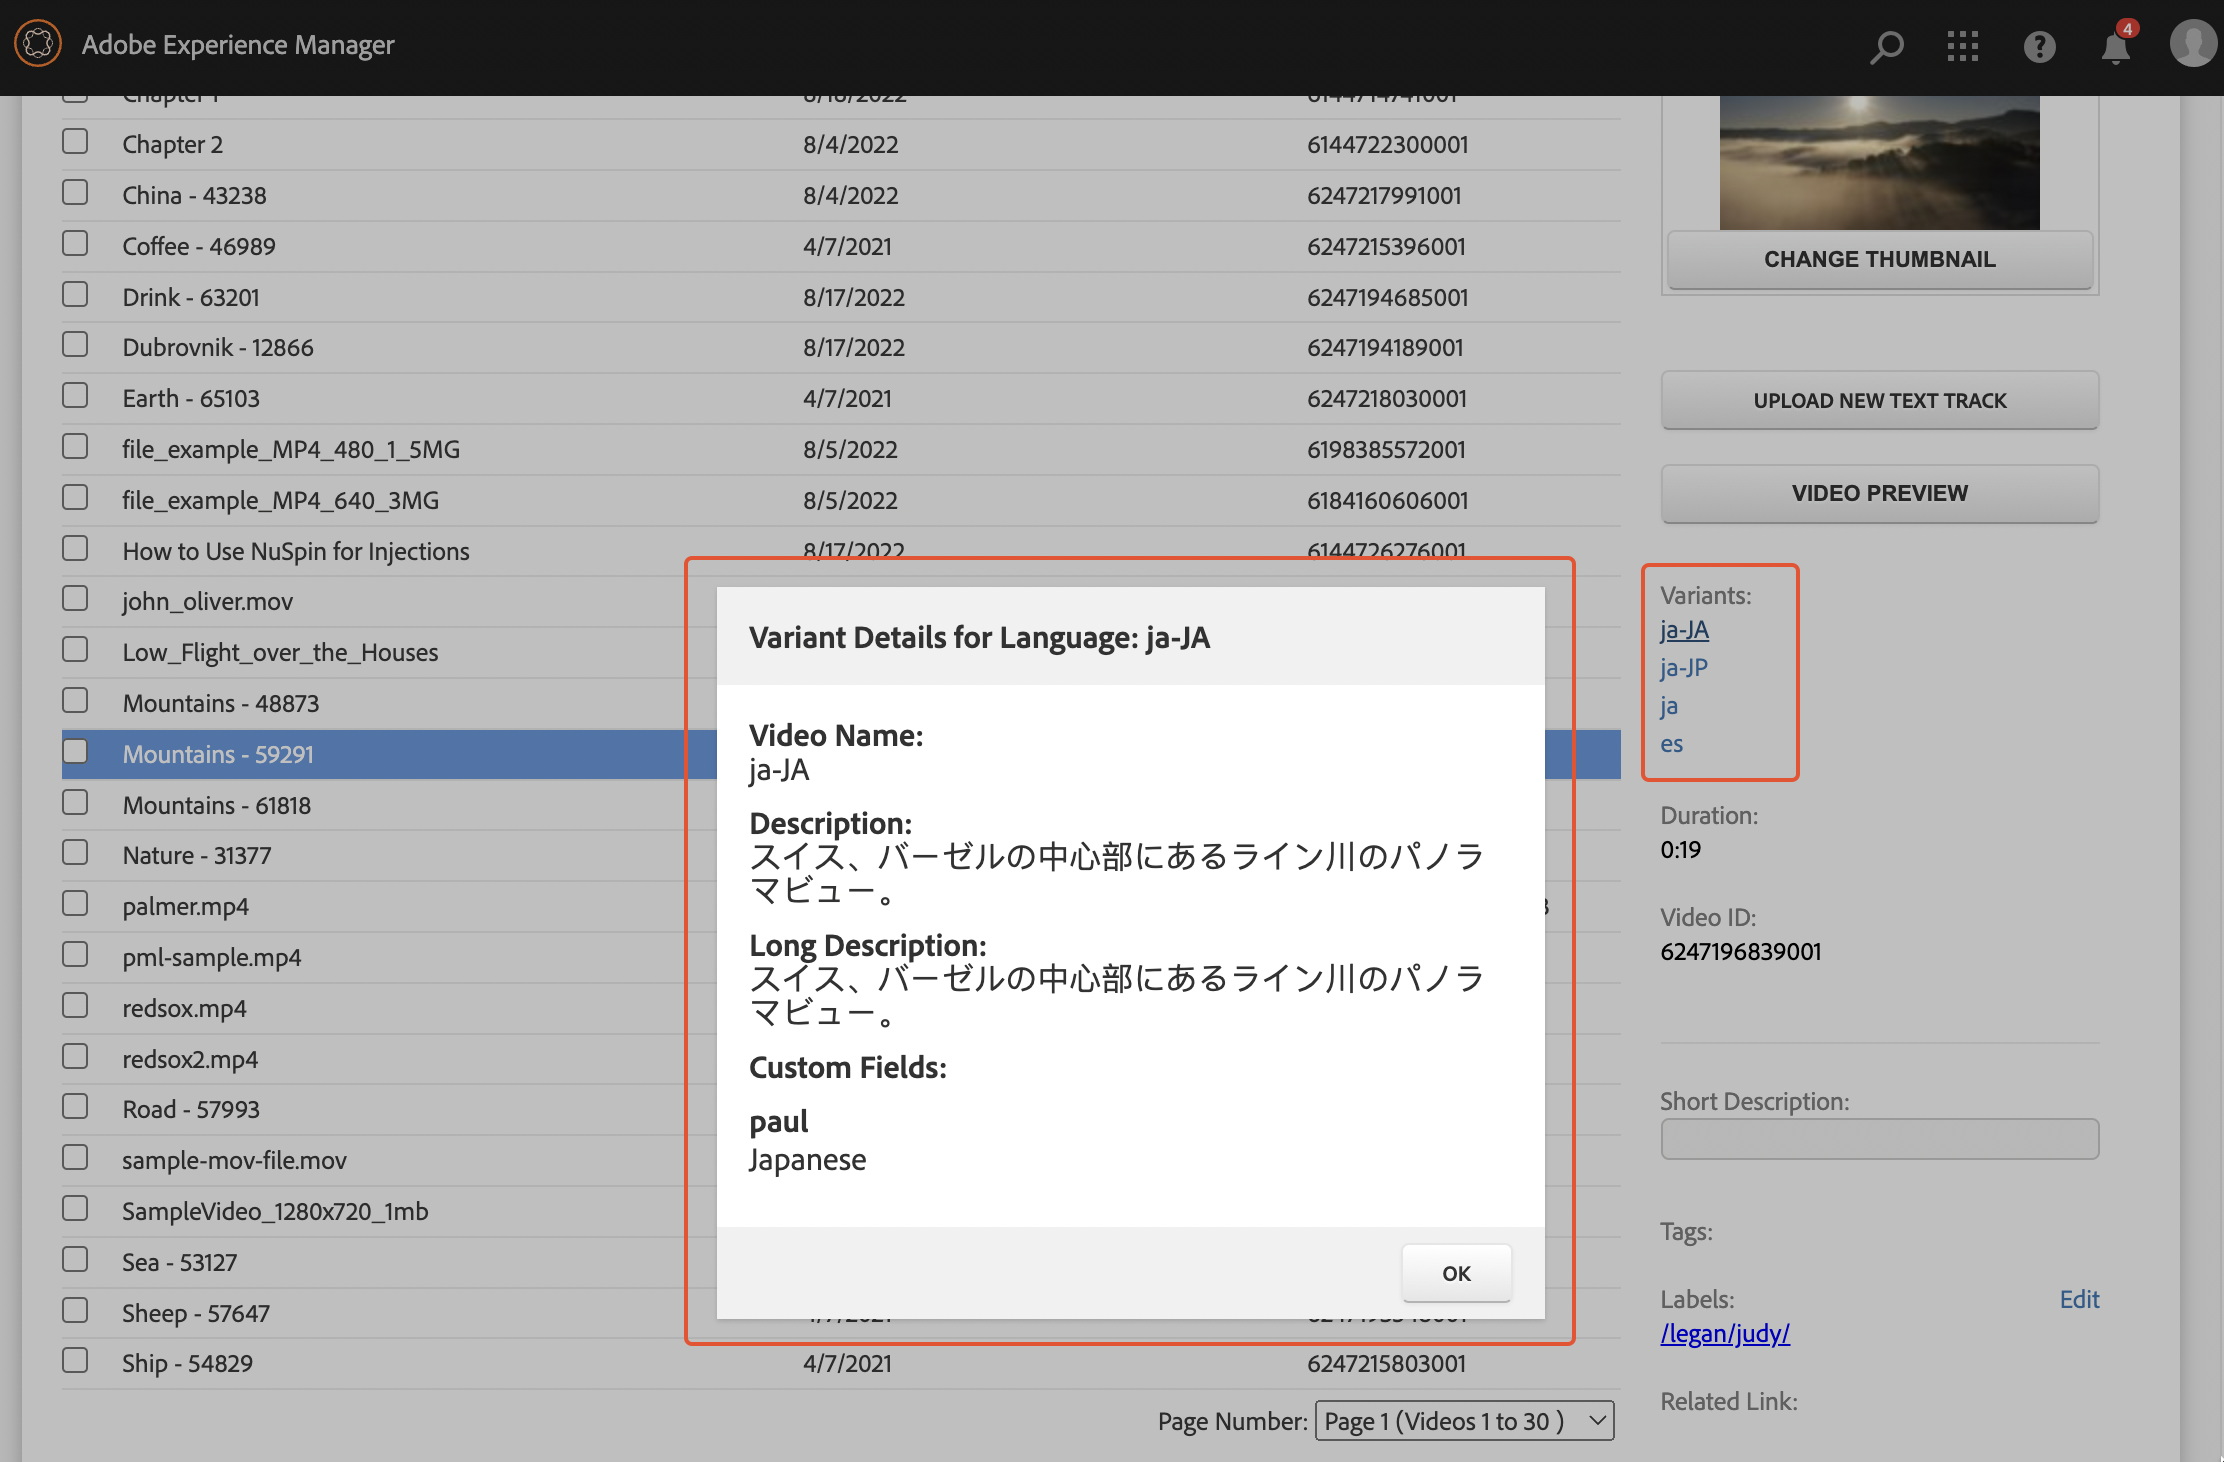 Adobe Experience Manager
4
Chapter 1 8/18/2022
Chapter 2 8/4/2022 6144722300001
China - 43238 8/4/2022 6247217991001
Coffee - 46989 4/7/2021 6247215396001
Drink - 63201 8/17/2022 6247194685001
Dubrovnik - 12866 8/17/2022 6247194189001
Earth - 65103 4/7/2021 6247218030001
file_example_MP4_480_1_5MG 8/5/2022 6198385572001
file_example_MP4_640_3MG 8/5/2022 6184160606001
How to Use NuSpin for Injections 8/17/2022 6144726276001
john_oliver.mov
Low_Flight_over_the_Houses
Mountains - 48873
Mountains - 59291
Mountains - 61818
Nature - 31377
palmer.mp4
pml-sample.mp4
redsox.mp4
redsox2.mp4
Road - 57993
sample-mov-file.mov
SampleVideo_1280x720_1mb
Sea - 53127
Sheep - 57647
Ship - 54829 4/7/2021 6247215803001
Page Number: Page 1 (Videos 1 to 30 )
Variant Details for Language: ja-JA
Video Name:
ja-JA
Description:
スイス、バーゼルの中心部にあるライン川のパノラ
マビュー。
Long Description:
スイス、バーゼルの中心部にあるライン川のパノラ
マビュー。
Custom Fields:
paul
Japanese
OK
CHANGE THUMBNAIL
UPLOAD NEW TEXT TRACK
VIDEO PREVIEW
Variants:
ja-JA
ja-JP
ja
es
Duration:
0:19
Video ID:
6247196839001
Short Description:
Tags:
Labels: Edit
/legan/judy/
Related Link: